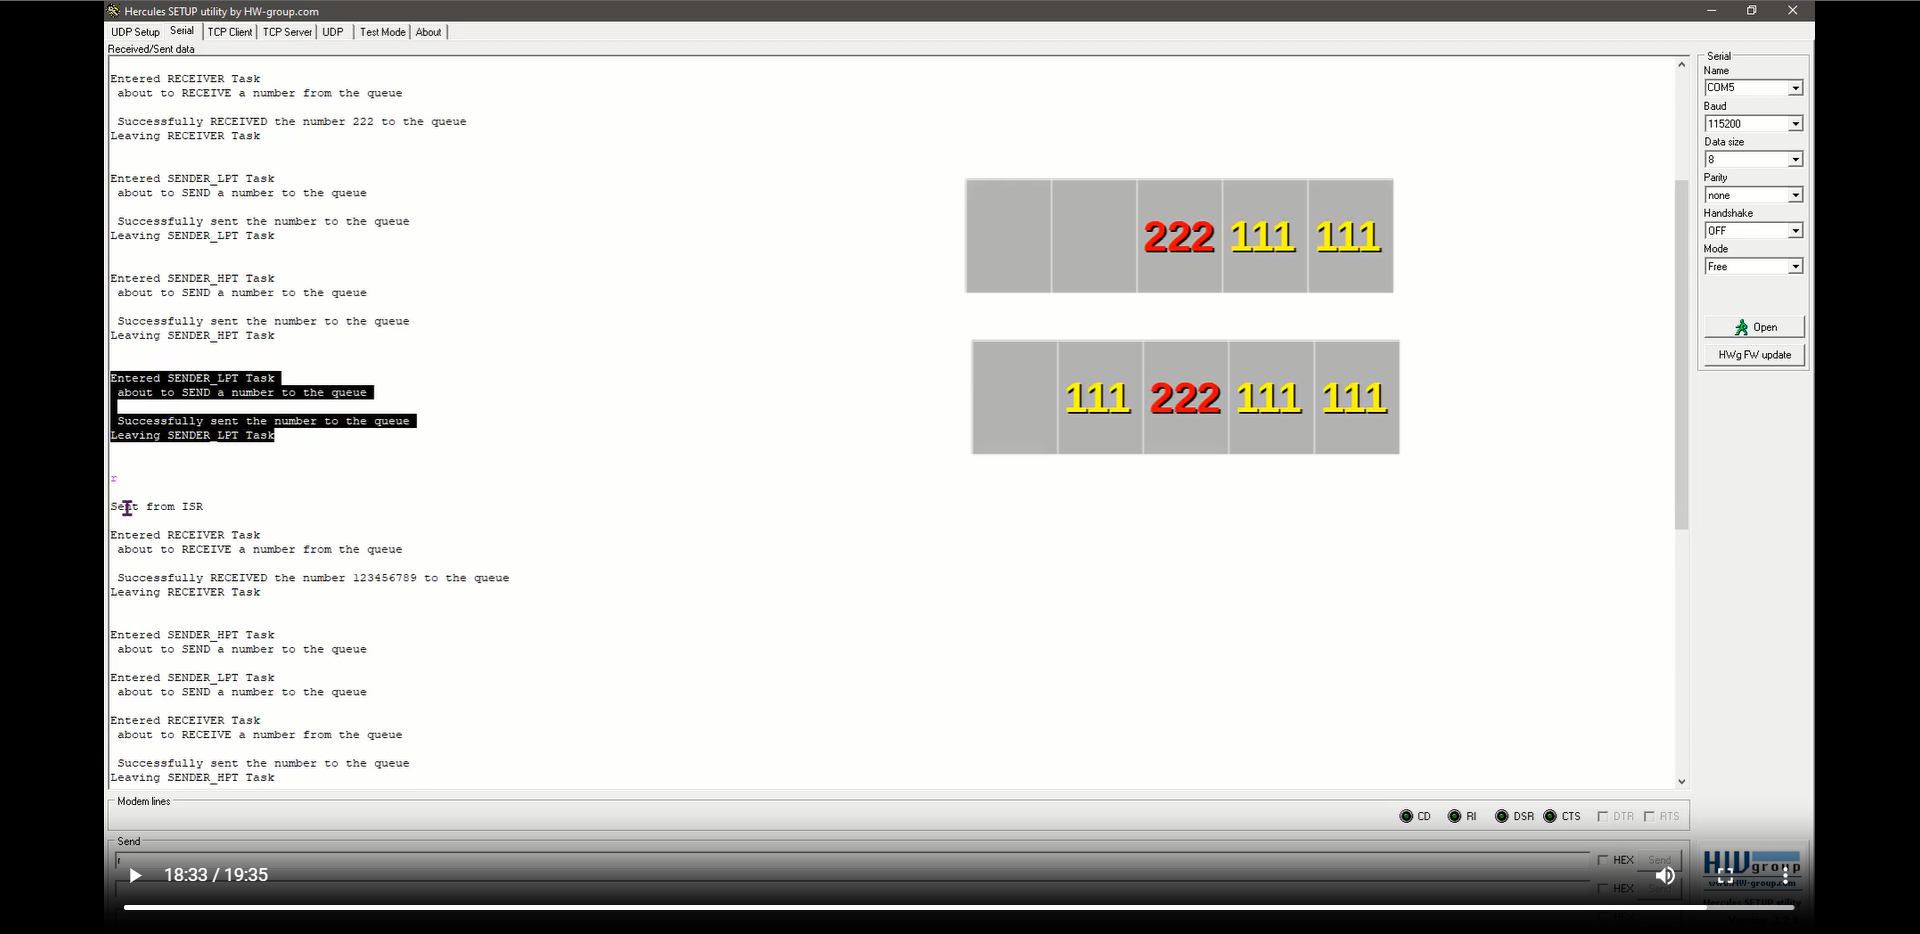 Hercules SETUP utility by HW-group.com
UDP Setup Serial TCP Client TCP Server UDP Test Mode About
Received/Sent data
Entered RECEIVER Task
about to RECEIVE a number from the queue
Successfully RECEIVED the number 222 to the queue
Leaving RECEIVER Task
Entered SENDER_LPT Task
about to SEND a number to the queue
Successfully sent the number to the queue
Leaving SENDER_LPT Task
Entered SENDER_HPT Task
about to SEND a number to the queue
Successfully sent the number to the queue
Leaving SENDER_HPT Task
Entered SENDER_LPT Task
about to SEND a number to the queue
Successfully sent the number to the queue
Leaving SENDER_LPT Task
r
Sent from ISR
Entered RECEIVER Task
about to RECEIVE a number from the queue
Successfully RECEIVED the number 123456789 to the queue
Leaving RECEIVER Task
Entered SENDER_HPT Task
about to SEND a number to the queue
Entered SENDER_LPT Task
about to SEND a number to the queue
Entered RECEIVER Task
about to RECEIVE a number from the queue
Successfully sent the number to the queue
Leaving SENDER_HPT Task
222 111 111
111 222 111 111
Serial
Name
COM5
Baud
115200
Data size
8
Parity
none
Handshake
OFF
Mode
Free
Open
HWg FW update
Modem lines
CD RI DSR CTS DTR RTS
Send
r
HEX Send
18:33 / 19:35
HEX Send
HW group
www.HW-group.com
Hercules SETUP utility